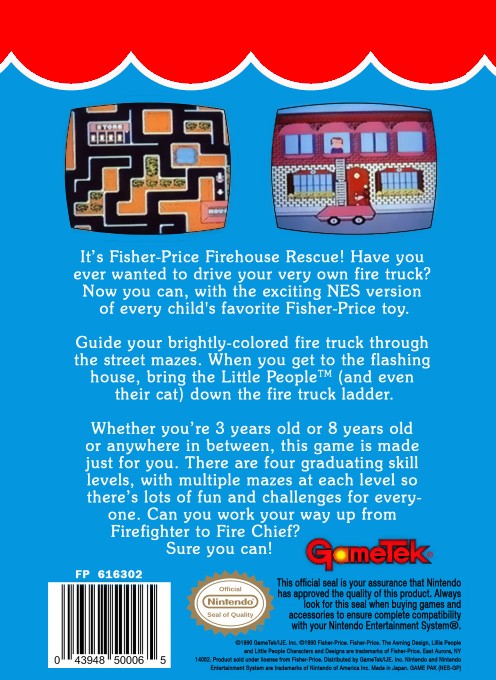 STORE
HOUSE
It's Fisher-Price Firehouse Rescue! Have you
ever wanted to drive your very own fire truck?
Now you can, with the exciting NES version
of every child's favorite Fisher-Price toy.
Guide your brightly-colored fire truck through
the street mazes. When you get to the flashing
house, bring the Little People™ (and even
their cat) down the fire truck ladder.
Whether you're 3 years old or 8 years old
or anywhere in between, this game is made
just for you. There are four graduating skill
levels, with multiple mazes at each level so
there's lots of fun and challenges for every-
one. Can you work your way up from
Firefighter to Fire Chief?
Sure you can!
GameTek®
FP 616302
0 43948 50006 5
Official
Nintendo
Seal of Quality
This official seal is your assurance that Nintendo
has approved the quality of this product. Always
look for this seal when buying games and
accessories to ensure complete compatibility
with your Nintendo Entertainment System®.
©1990 GameTek/IJE, Inc. ©1990 Fisher-Price. Fisher-Price, The Awning Design, Little People
and Little People Characters and Designs are trademarks of Fisher-Price, East Aurora, NY
14002. Product sold under license from Fisher-Price. Distributed by GameTek/IJE, Inc. Nintendo and Nintendo
Entertainment System are trademarks of Nintendo of America Inc. Made in Japan. GAME PAK (NES-GP)